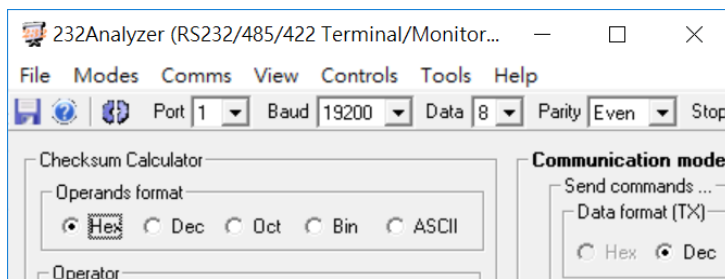 232Analyzer (RS232/485/422 Terminal/Monitor...
File Modes Comms View Controls Tools Help
Port 1 Baud 19200 Data 8 Parity Even Stop
Checksum Calculator
Communication mode
Operands format
Send commands ...
Data format (TX)
Hex Dec Oct Bin ASCII
Hex Dec
Operator